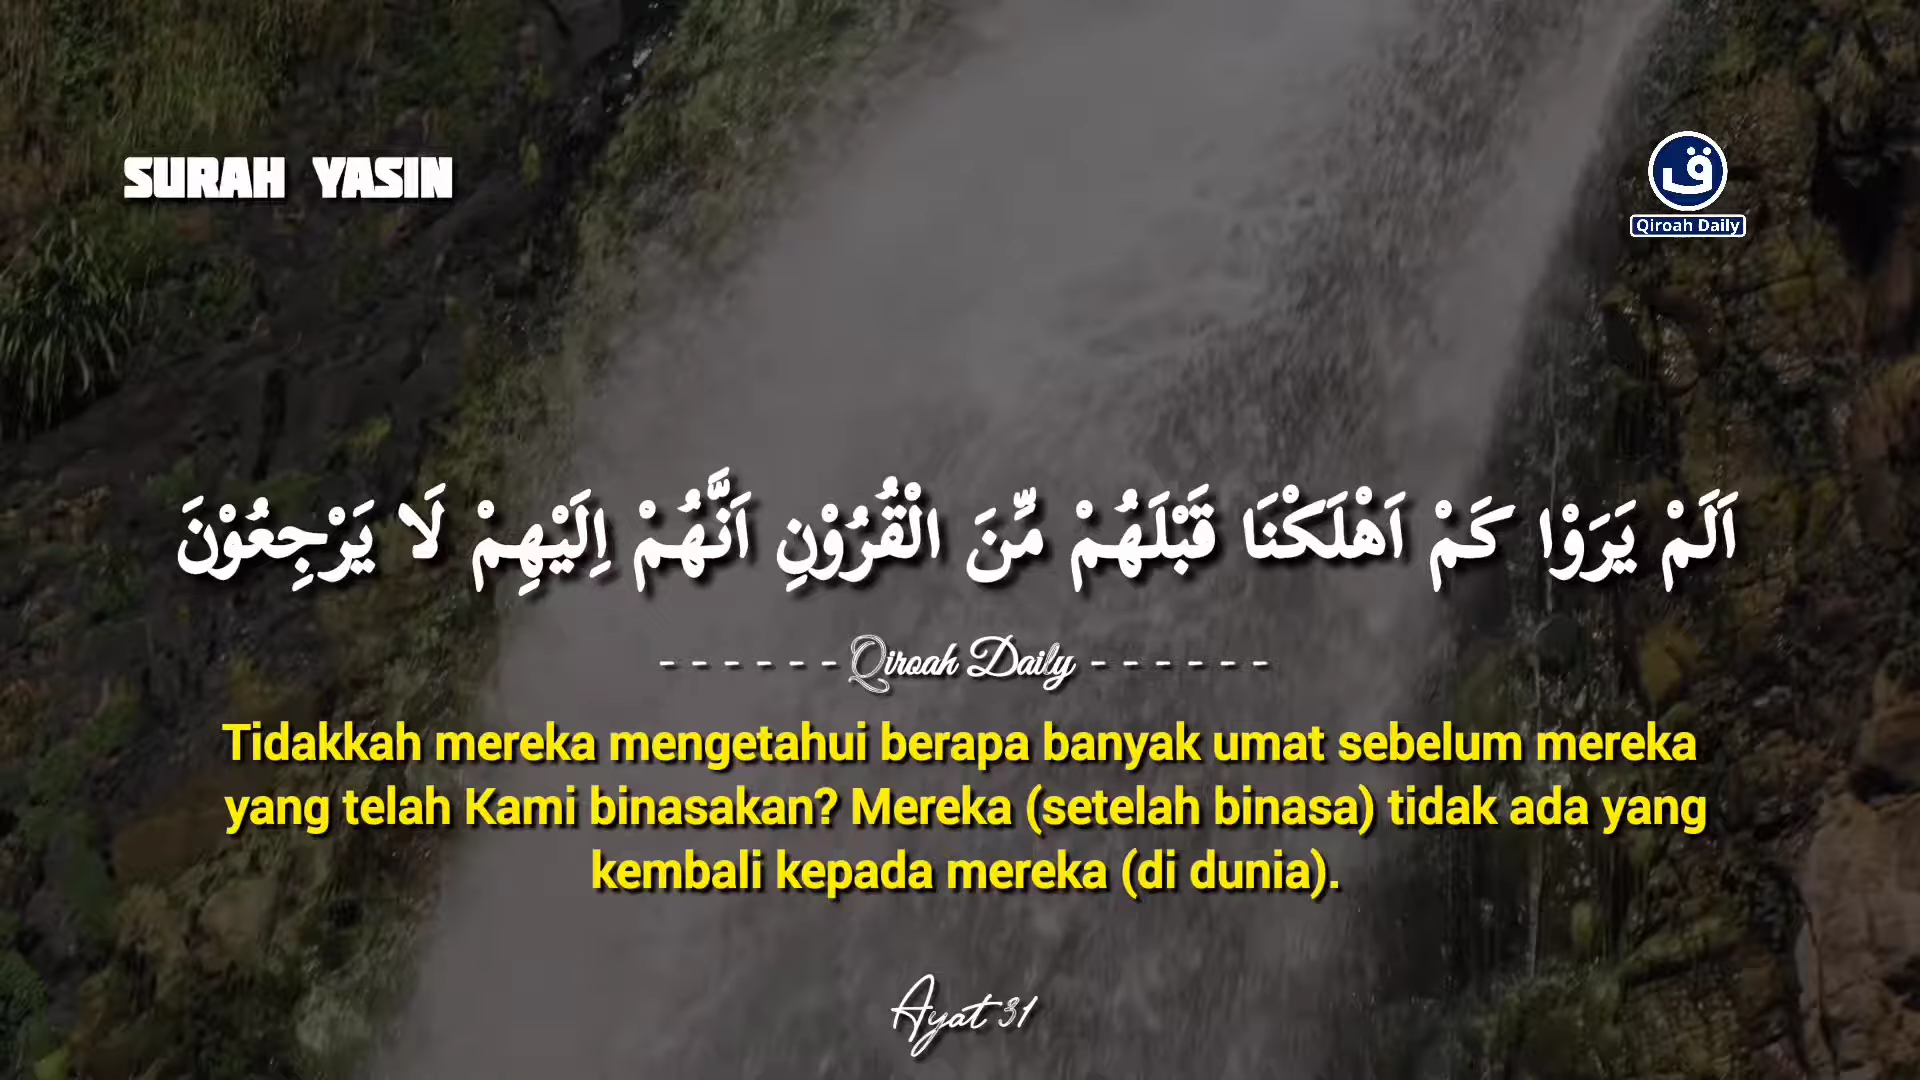 SURAH YASIN
ق
Qiroah Daily
اَلَمْ يَرَوْا كَمْ اَهْلَكْنَا قَبْلَهُمْ مِّنَ الْقُرُوْنِ اَنَّهُمْ اِلَيْهِمْ لَا يَرْجِعُوْنَ
------Qiroah Daily------
Tidakkah mereka mengetahui berapa banyak umat sebelum mereka
yang telah Kami binasakan? Mereka (setelah binasa) tidak ada yang
kembali kepada mereka (di dunia).
Ayat 31